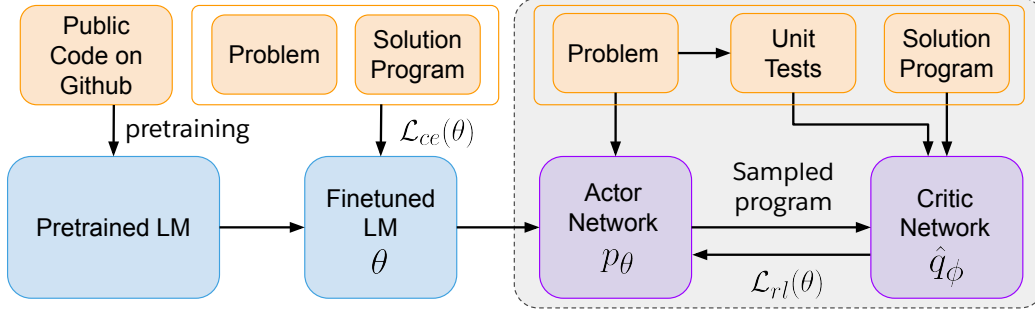 Public
Code on
Github
Problem
Solution
Program
Problem
Unit
Tests
Solution
Program
pretraining
ℒ_ce(θ)
Pretrained LM
Finetuned
LM
θ
Actor
Network
p_θ
Sampled
program
Critic
Network
q̂_ϕ
ℒ_rl(θ)